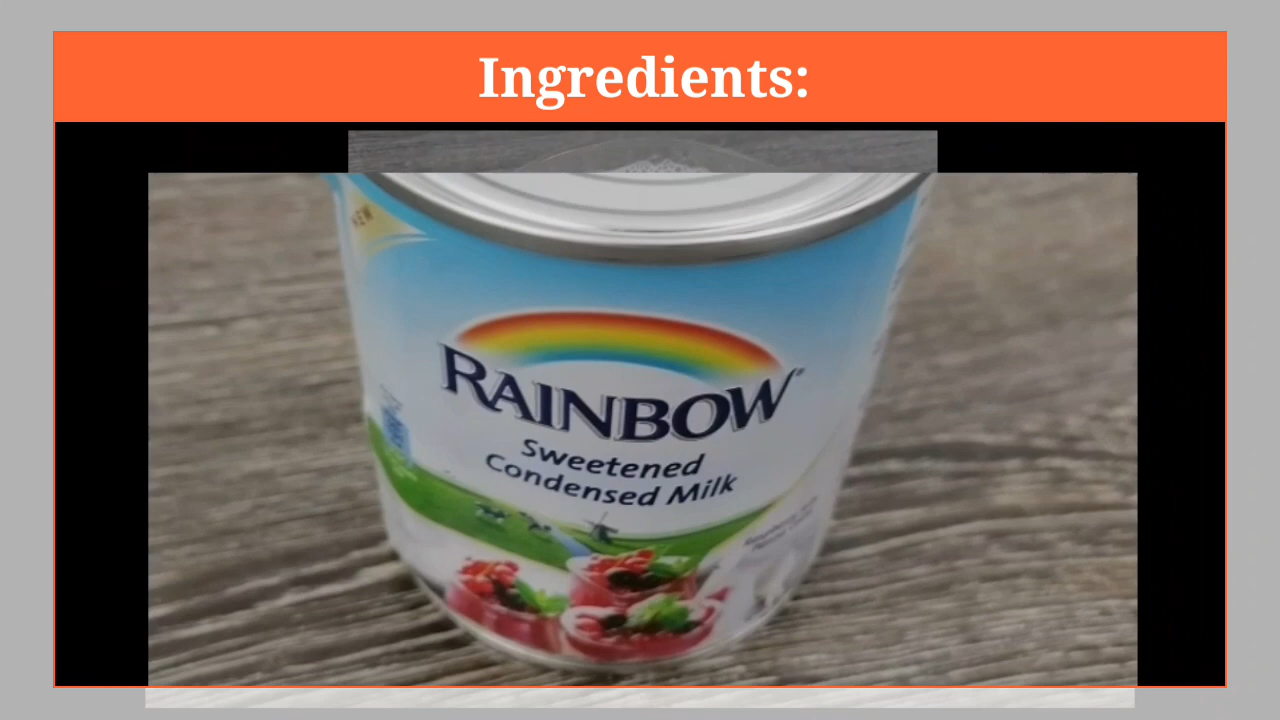 Ingredients:
NEW
RAINBOW
Sweetened
Condensed Milk